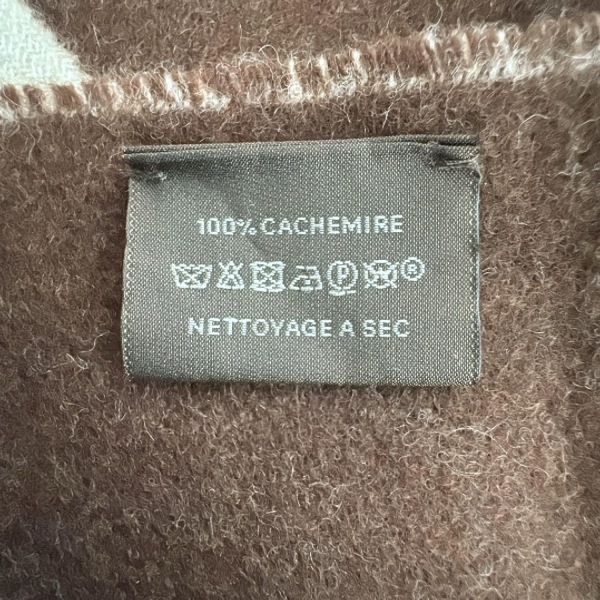 100% CACHEMIRE
P W ®
NETTOYAGE A SEC